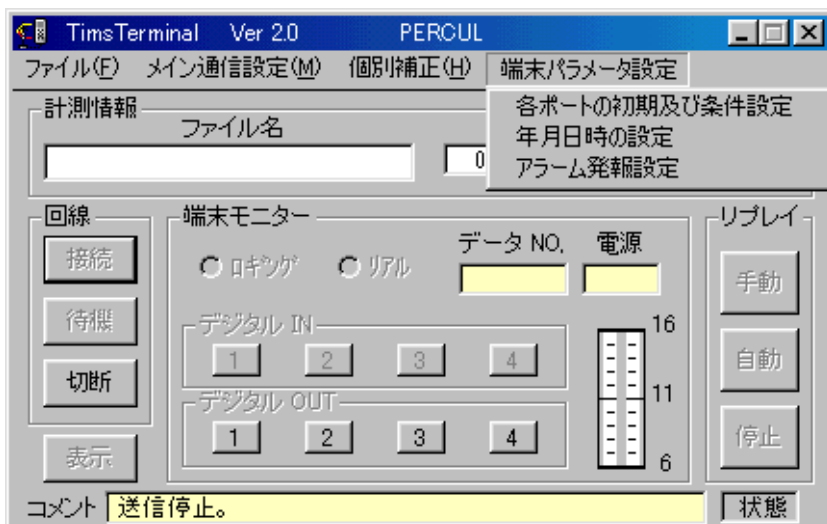 TimsTerminal Ver 2.0 PERCUL
ファイル(F) メイン通信設定(M) 個別補正(H) 端末パラメータ設定
各ポートの初期及び条件設定
年月日時の設定
アラーム発報設定
計測情報
ファイル名
0
回線
接続
待機
切断
表示
端末モニター
ﾛｷﾞﾝｸﾞ ﾘｱﾙ
データ NO. 電源
デジタル IN
1 2 3 4
デジタル OUT
1 2 3 4
16
11
6
リプレイ
手動
自動
停止
コメント 送信停止。 状態